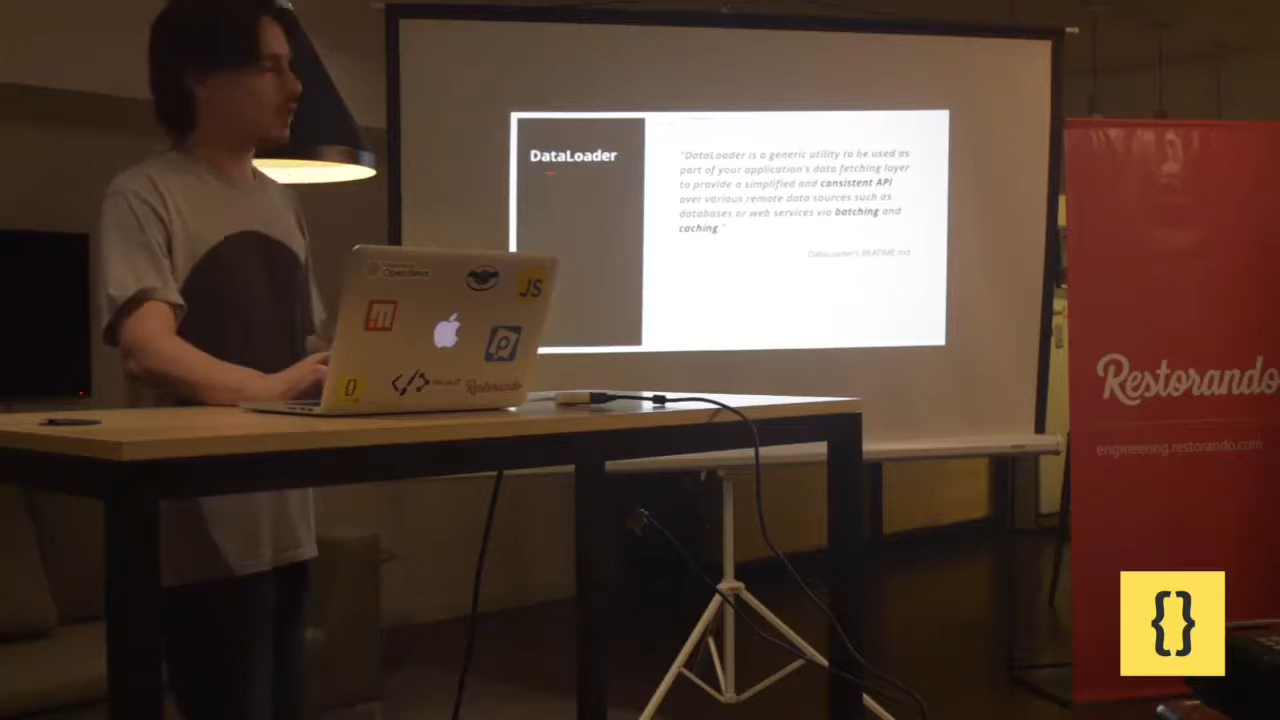 DataLoader
"DataLoader is a generic utility to be used as
part of your application's data fetching layer
to provide a simplified and consistent API
over various remote data sources such as
databases or web services via batching and
caching."
DataLoader's README.md
OpenNews
JS
{}
</>
Restorando
Restorando
engineering.restorando.com
{}